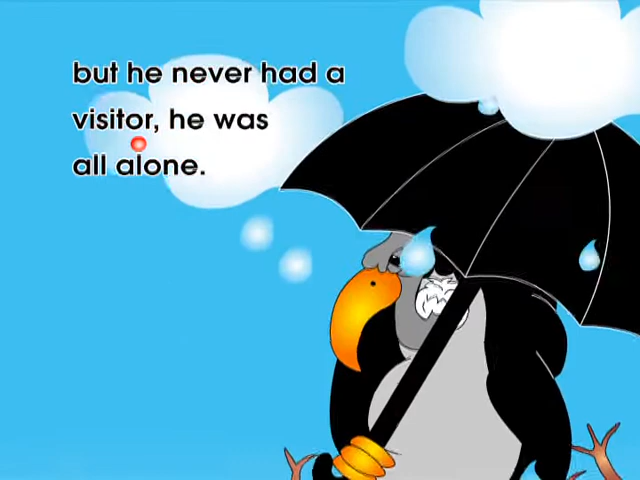 but he never had a
visitor, he was
all alone.